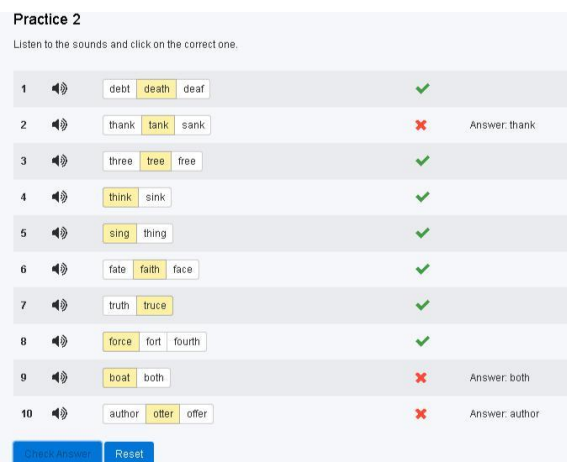 Practice 2
Listen to the sounds and click on the correct one.
1 debt death deaf
2 thank tank sank Answer: thank
3 three tree free
4 think sink
5 sing thing
6 fate faith face
7 truth truce
8 force fort fourth
9 boat both Answer: both
10 author otter offer Answer: author
Check Answer Reset